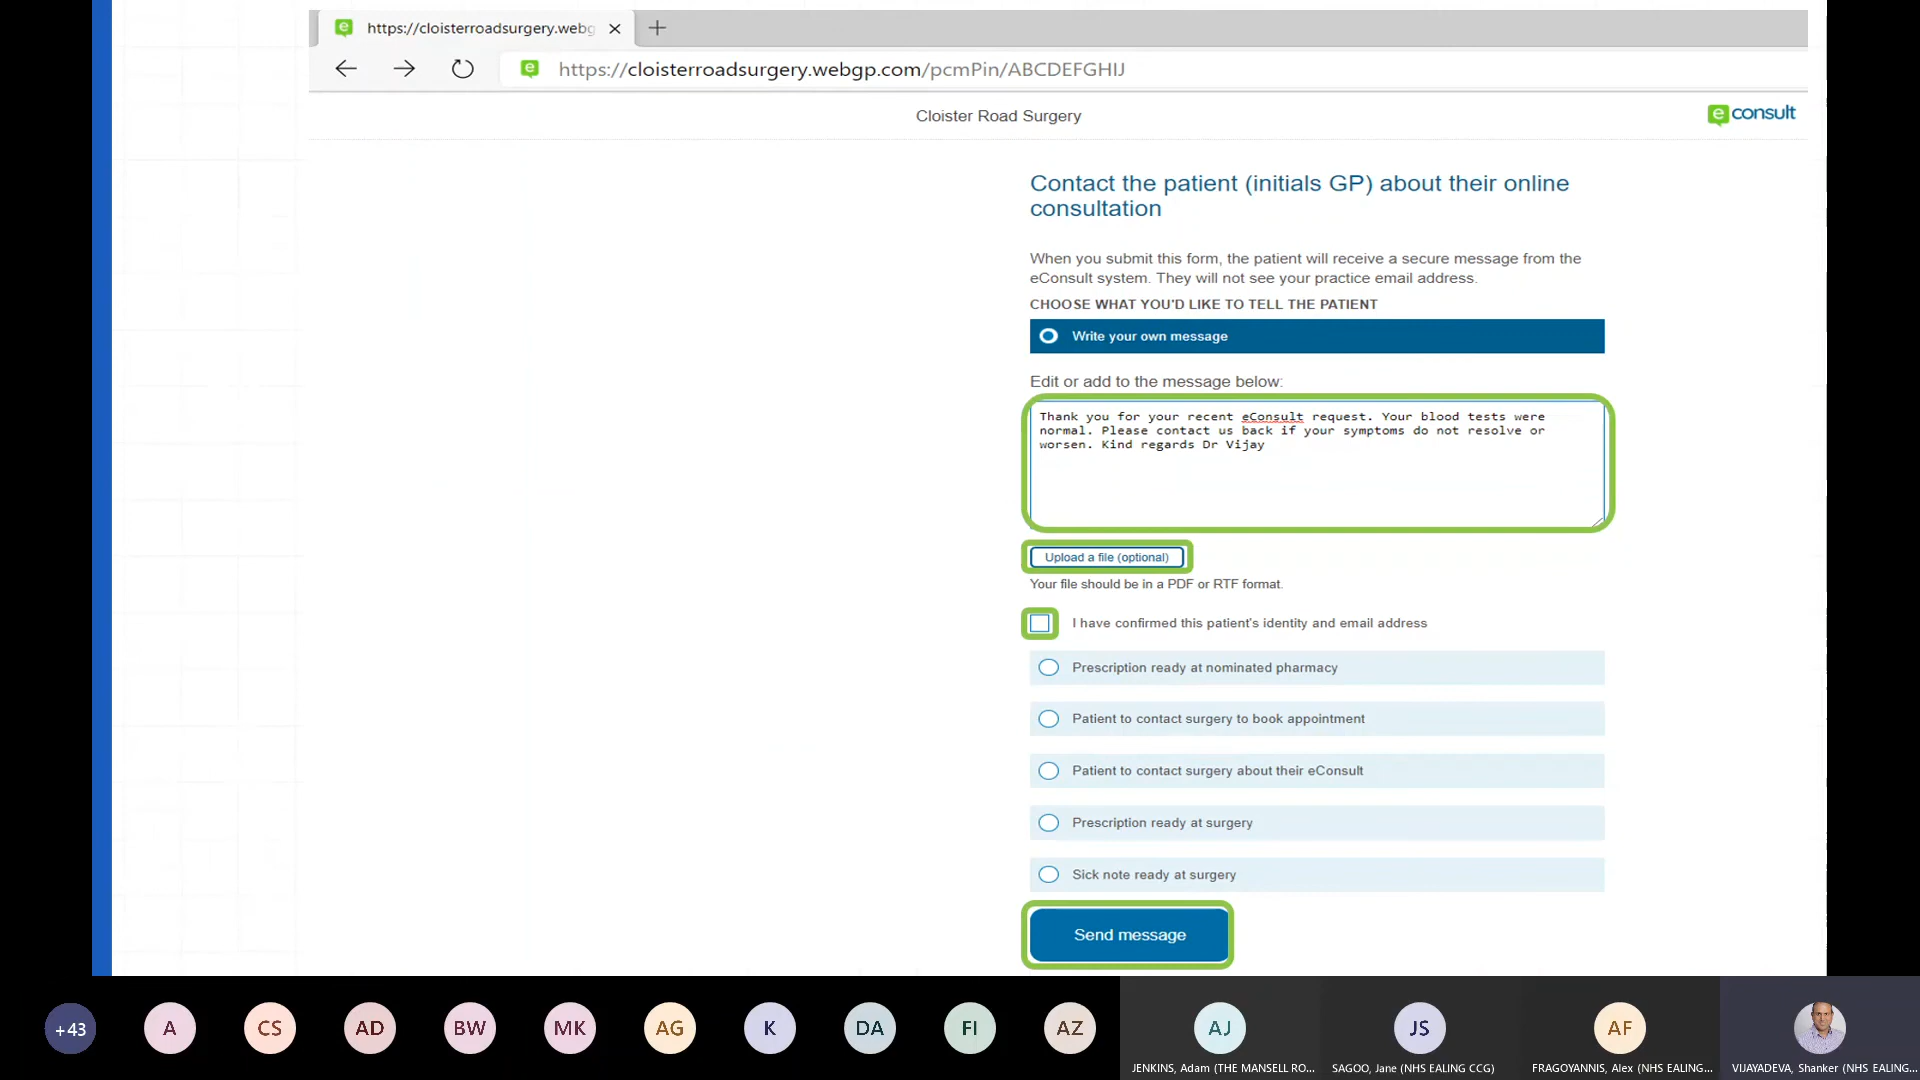 https://cloisterroadsurgery.webg
https://cloisterroadsurgery.webgp.com/pcmPin/ABCDEFGHIJ
Cloister Road Surgery
e consult
Contact the patient (initials GP) about their online
consultation
When you submit this form, the patient will receive a secure message from the
eConsult system. They will not see your practice email address.
CHOOSE WHAT YOU'D LIKE TO TELL THE PATIENT
Write your own message
Edit or add to the message below:
Thank you for your recent eConsult request. Your blood tests were
normal. Please contact us back if your symptoms do not resolve or
worsen. Kind regards Dr Vijay
Upload a file (optional)
Your file should be in a PDF or RTF format.
I have confirmed this patient's identity and email address
Prescription ready at nominated pharmacy
Patient to contact surgery to book appointment
Patient to contact surgery about their eConsult
Prescription ready at surgery
Sick note ready at surgery
Send message
+43 A CS AD BW MK AG K DA FI AZ AJ JS AF
JENKINS, Adam (THE MANSELL RO... SAGOO, Jane (NHS EALING CCG) FRAGOYANNIS, Alex (NHS EALING... VIJAYADEVA, Shanker (NHS EALING...